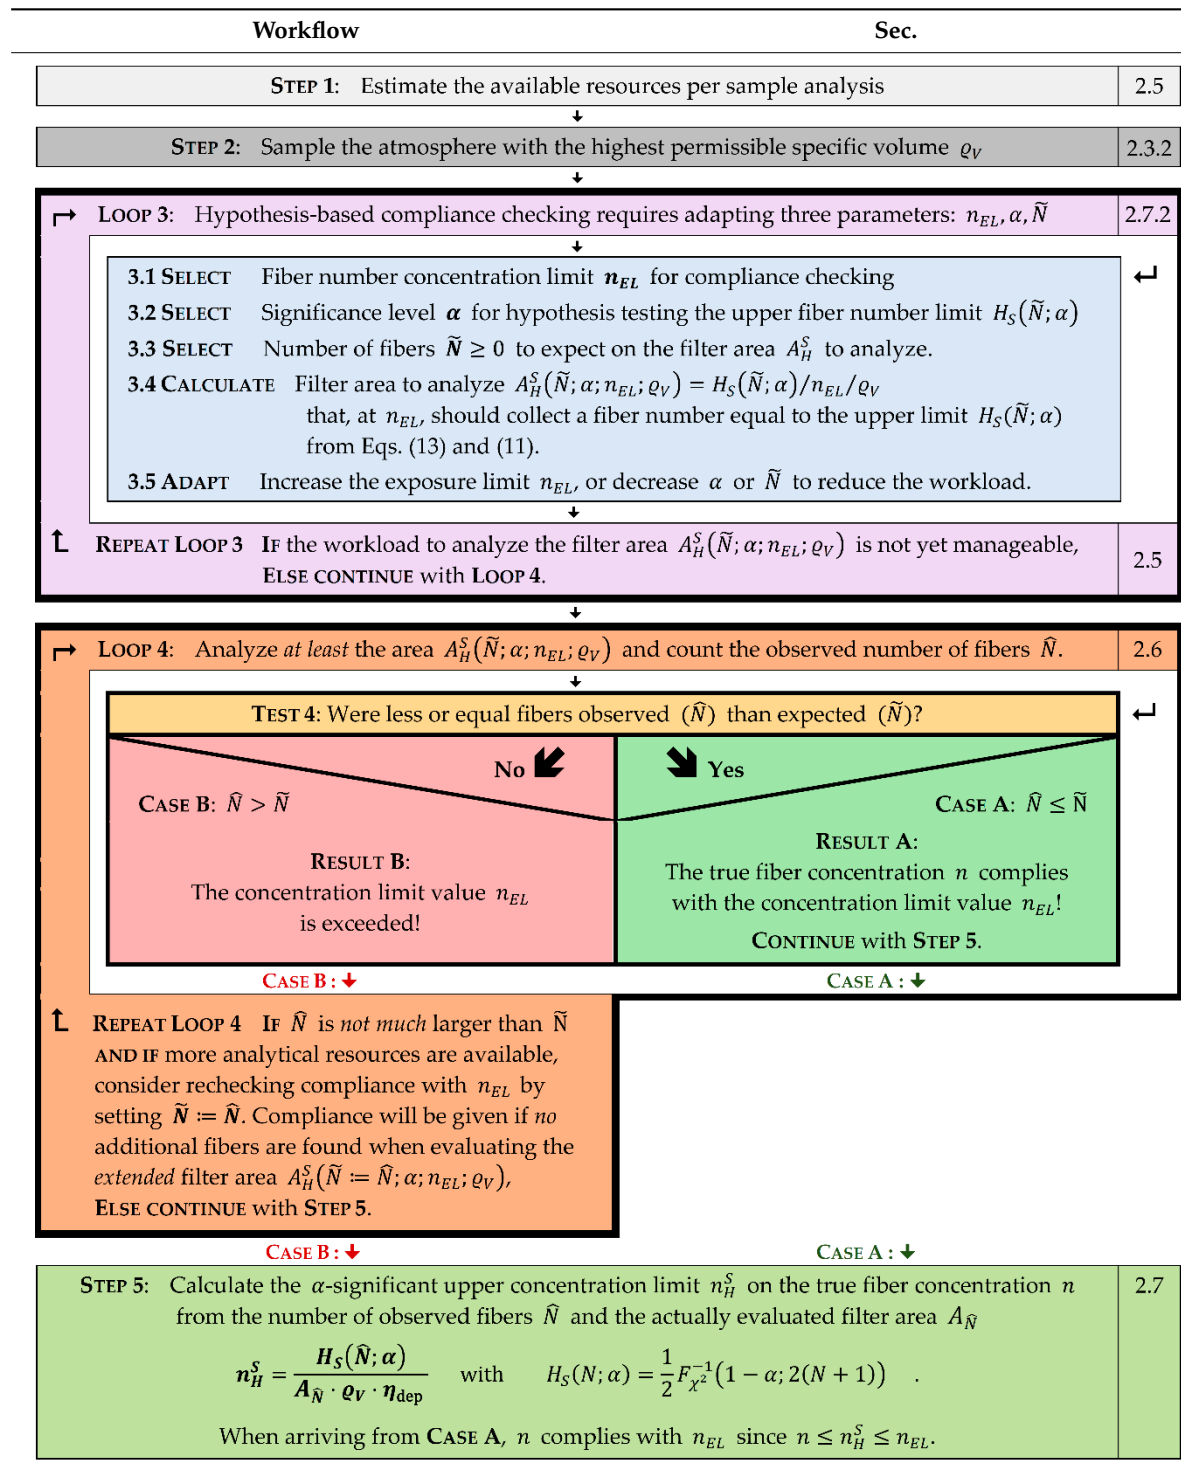 Workflow Sec.
STEP 1: Estimate the available resources per sample analysis 2.5
STEP 2: Sample the atmosphere with the highest permissible specific volume ϱ_V 2.3.2
LOOP 3: Hypothesis-based compliance checking requires adapting three parameters: n_EL, α, Ñ 2.7.2
3.1 SELECT Fiber number concentration limit n_EL for compliance checking
3.2 SELECT Significance level α for hypothesis testing the upper fiber number limit H_S(Ñ; α)
3.3 SELECT Number of fibers Ñ ≥ 0 to expect on the filter area A_H^S to analyze.
3.4 CALCULATE Filter area to analyze A_H^S(Ñ; α; n_EL; ϱ_V) = H_S(Ñ; α)/n_EL/ϱ_V
that, at n_EL, should collect a fiber number equal to the upper limit H_S(Ñ; α)
from Eqs. (13) and (11).
3.5 ADAPT Increase the exposure limit n_EL, or decrease α or Ñ to reduce the workload.
REPEAT LOOP 3 IF the workload to analyze the filter area A_H^S(Ñ; α; n_EL; ϱ_V) is not yet manageable,
ELSE CONTINUE with LOOP 4.
2.5
LOOP 4: Analyze at least the area A_H^S(Ñ; α; n_EL; ϱ_V) and count the observed number of fibers N̂. 2.6
TEST 4: Were less or equal fibers observed (N̂) than expected (Ñ)?
No Yes
CASE B: N̂ > Ñ
RESULT B:
The concentration limit value n_EL
is exceeded!
CASE A: N̂ ≤ Ñ
RESULT A:
The true fiber concentration n complies
with the concentration limit value n_EL!
CONTINUE with STEP 5.
CASE B : ↓ CASE A : ↓
REPEAT LOOP 4 IF N̂ is not much larger than Ñ
AND IF more analytical resources are available,
consider rechecking compliance with n_EL by
setting Ñ := N̂. Compliance will be given if no
additional fibers are found when evaluating the
extended filter area A_H^S(Ñ := N̂; α; n_EL; ϱ_V),
ELSE CONTINUE with STEP 5.
CASE B : ↓ CASE A : ↓
STEP 5: Calculate the α-significant upper concentration limit n_H^S on the true fiber concentration n 2.7
from the number of observed fibers N̂ and the actually evaluated filter area A_N̂
n_H^S = H_S(N̂; α) / (A_N̂ · ϱ_V · η_dep) with H_S(N; α) = 1/2 F_χ²^−1(1 − α; 2(N + 1)) .
When arriving from CASE A, n complies with n_EL since n ≤ n_H^S ≤ n_EL.